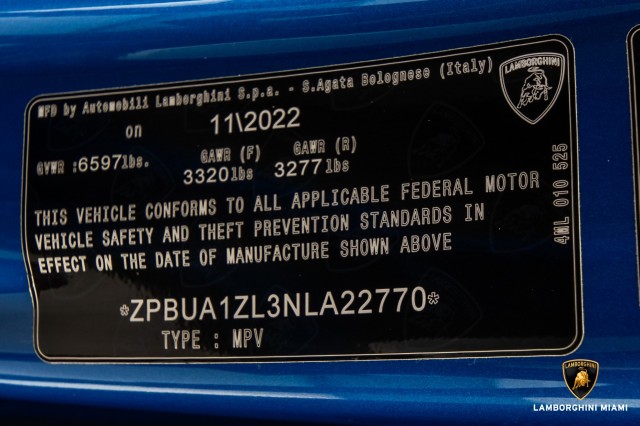 MFD by Automobili Lamborghini S.p.a. - S.Agata Bolognese (Italy)
LAMBORGHINI
on 11\2022
GVWR :6597lbs. GAWR (F) GAWR (R)
3320lbs 3277lbs
THIS VEHICLE CONFORMS TO ALL APPLICABLE FEDERAL MOTOR
VEHICLE SAFETY AND THEFT PREVENTION STANDARDS IN
EFFECT ON THE DATE OF MANUFACTURE SHOWN ABOVE
4ML 010 525
*ZPBUA1ZL3NLA22770*
TYPE : MPV
LAMBORGHINI
LAMBORGHINI MIAMI